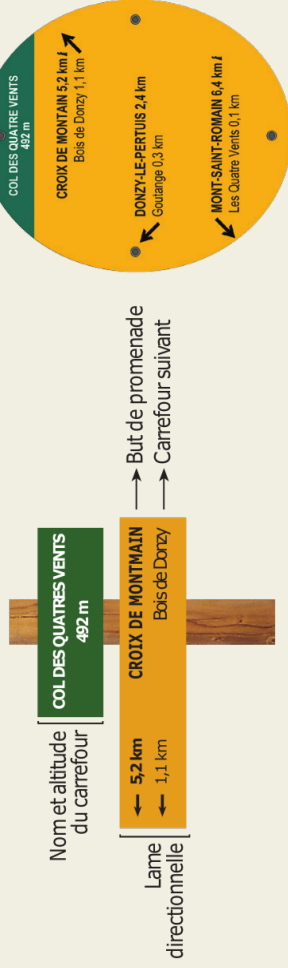 Nom et altitude
du carrefour
COL DES QUATRES VENTS
492 m
Lame
directionnelle
← 5,2 km CROIX DE MONTMAIN → But de promenade
← 1,1 km Bois de Donzy → Carrefour suivant
COL DES QUATRE VENTS
492 m
CROIX DE MONTAIN 5,2 km i
Bois de Donzy 1,1 km
DONZY-LE-PERTUIS 2,4 km
Goutange 0,3 km
MONT-SAINT-ROMAIN 6,4 km i
Les Quatre Vents 0,1 km